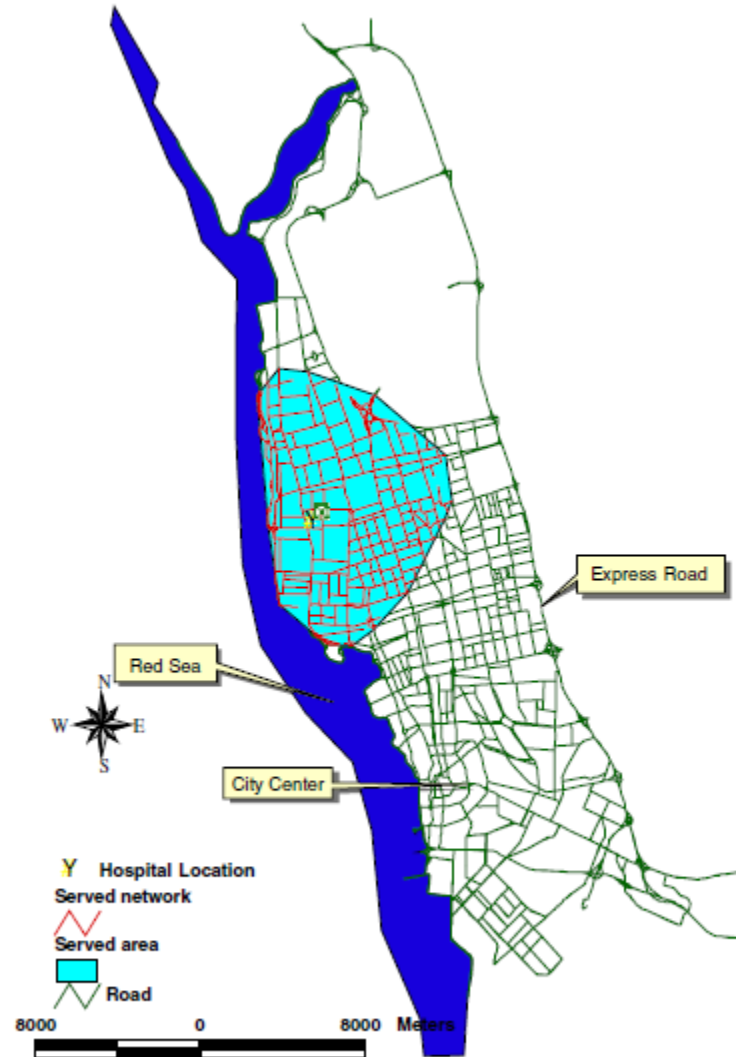 Express Road
Red Sea
N
W E
S
City Center
Y Hospital Location
Served network
Served area
Road
8000 0 8000 Meters